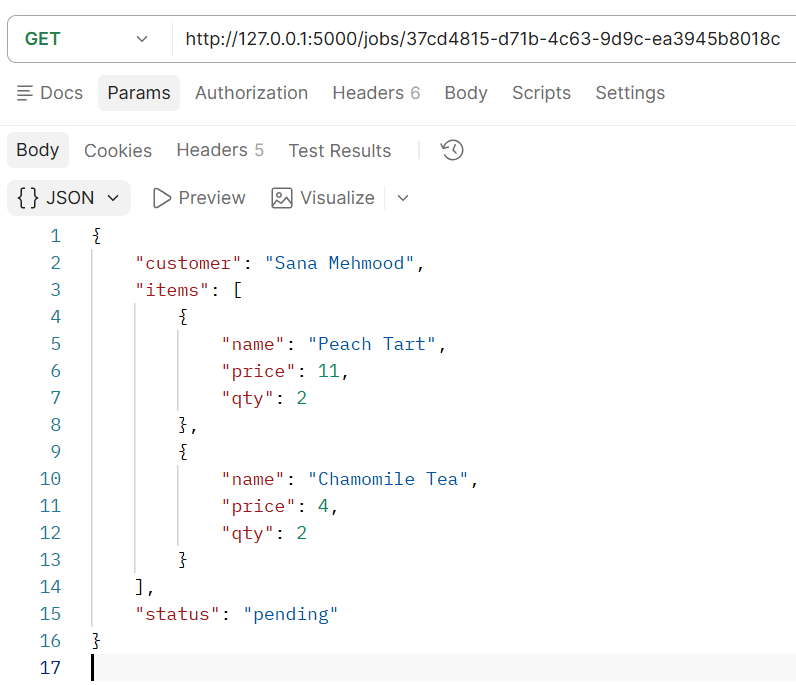 GET http://127.0.0.1:5000/jobs/37cd4815-d71b-4c63-9d9c-ea3945b8018c
Docs Params Authorization Headers 6 Body Scripts Settings
Body Cookies Headers 5 Test Results
{} JSON Preview Visualize
1 {
2 "customer": "Sana Mehmood",
3 "items": [
4 {
5 "name": "Peach Tart",
6 "price": 11,
7 "qty": 2
8 },
9 {
10 "name": "Chamomile Tea",
11 "price": 4,
12 "qty": 2
13 }
14 ],
15 "status": "pending"
16 }
17